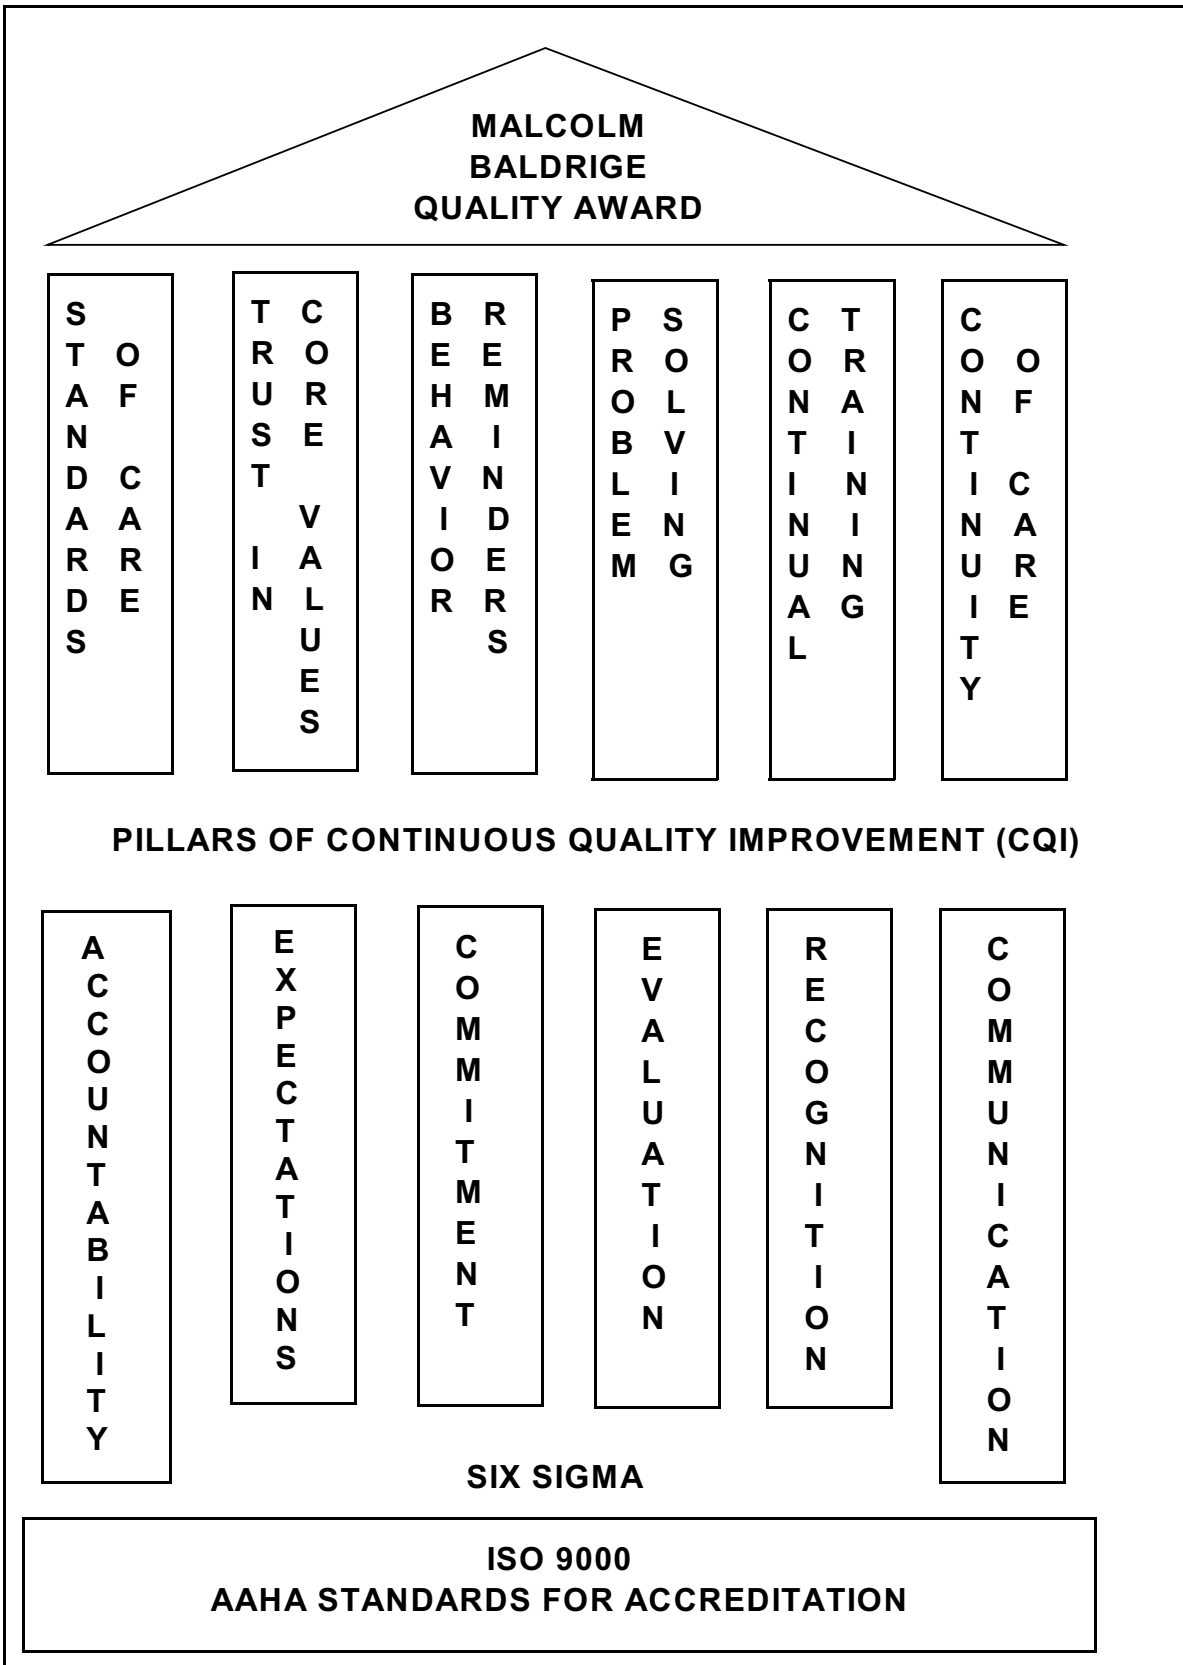 MALCOLM
BALDRIGE
QUALITY AWARD
STANDARDS
OF CARE
TRUST IN
CORE VALUES
BEHAVIOR
REMINDERS
PROBLEM
SOLVING
CONTINUAL
TRAINING
CONTINUITY
OF CARE
PILLARS OF CONTINUOUS QUALITY IMPROVEMENT (CQI)
ACCOUNTABILITY
EXPECTATIONS
COMMITMENT
EVALUATION
RECOGNITION
COMMUNICATION
SIX SIGMA
ISO 9000
AAHA STANDARDS FOR ACCREDITATION